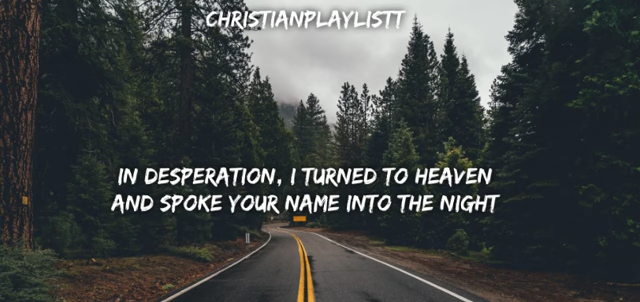 CHRISTIANPLAYLISTT
IN DESPERATION, I TURNED TO HEAVEN
AND SPOKE YOUR NAME INTO THE NIGHT